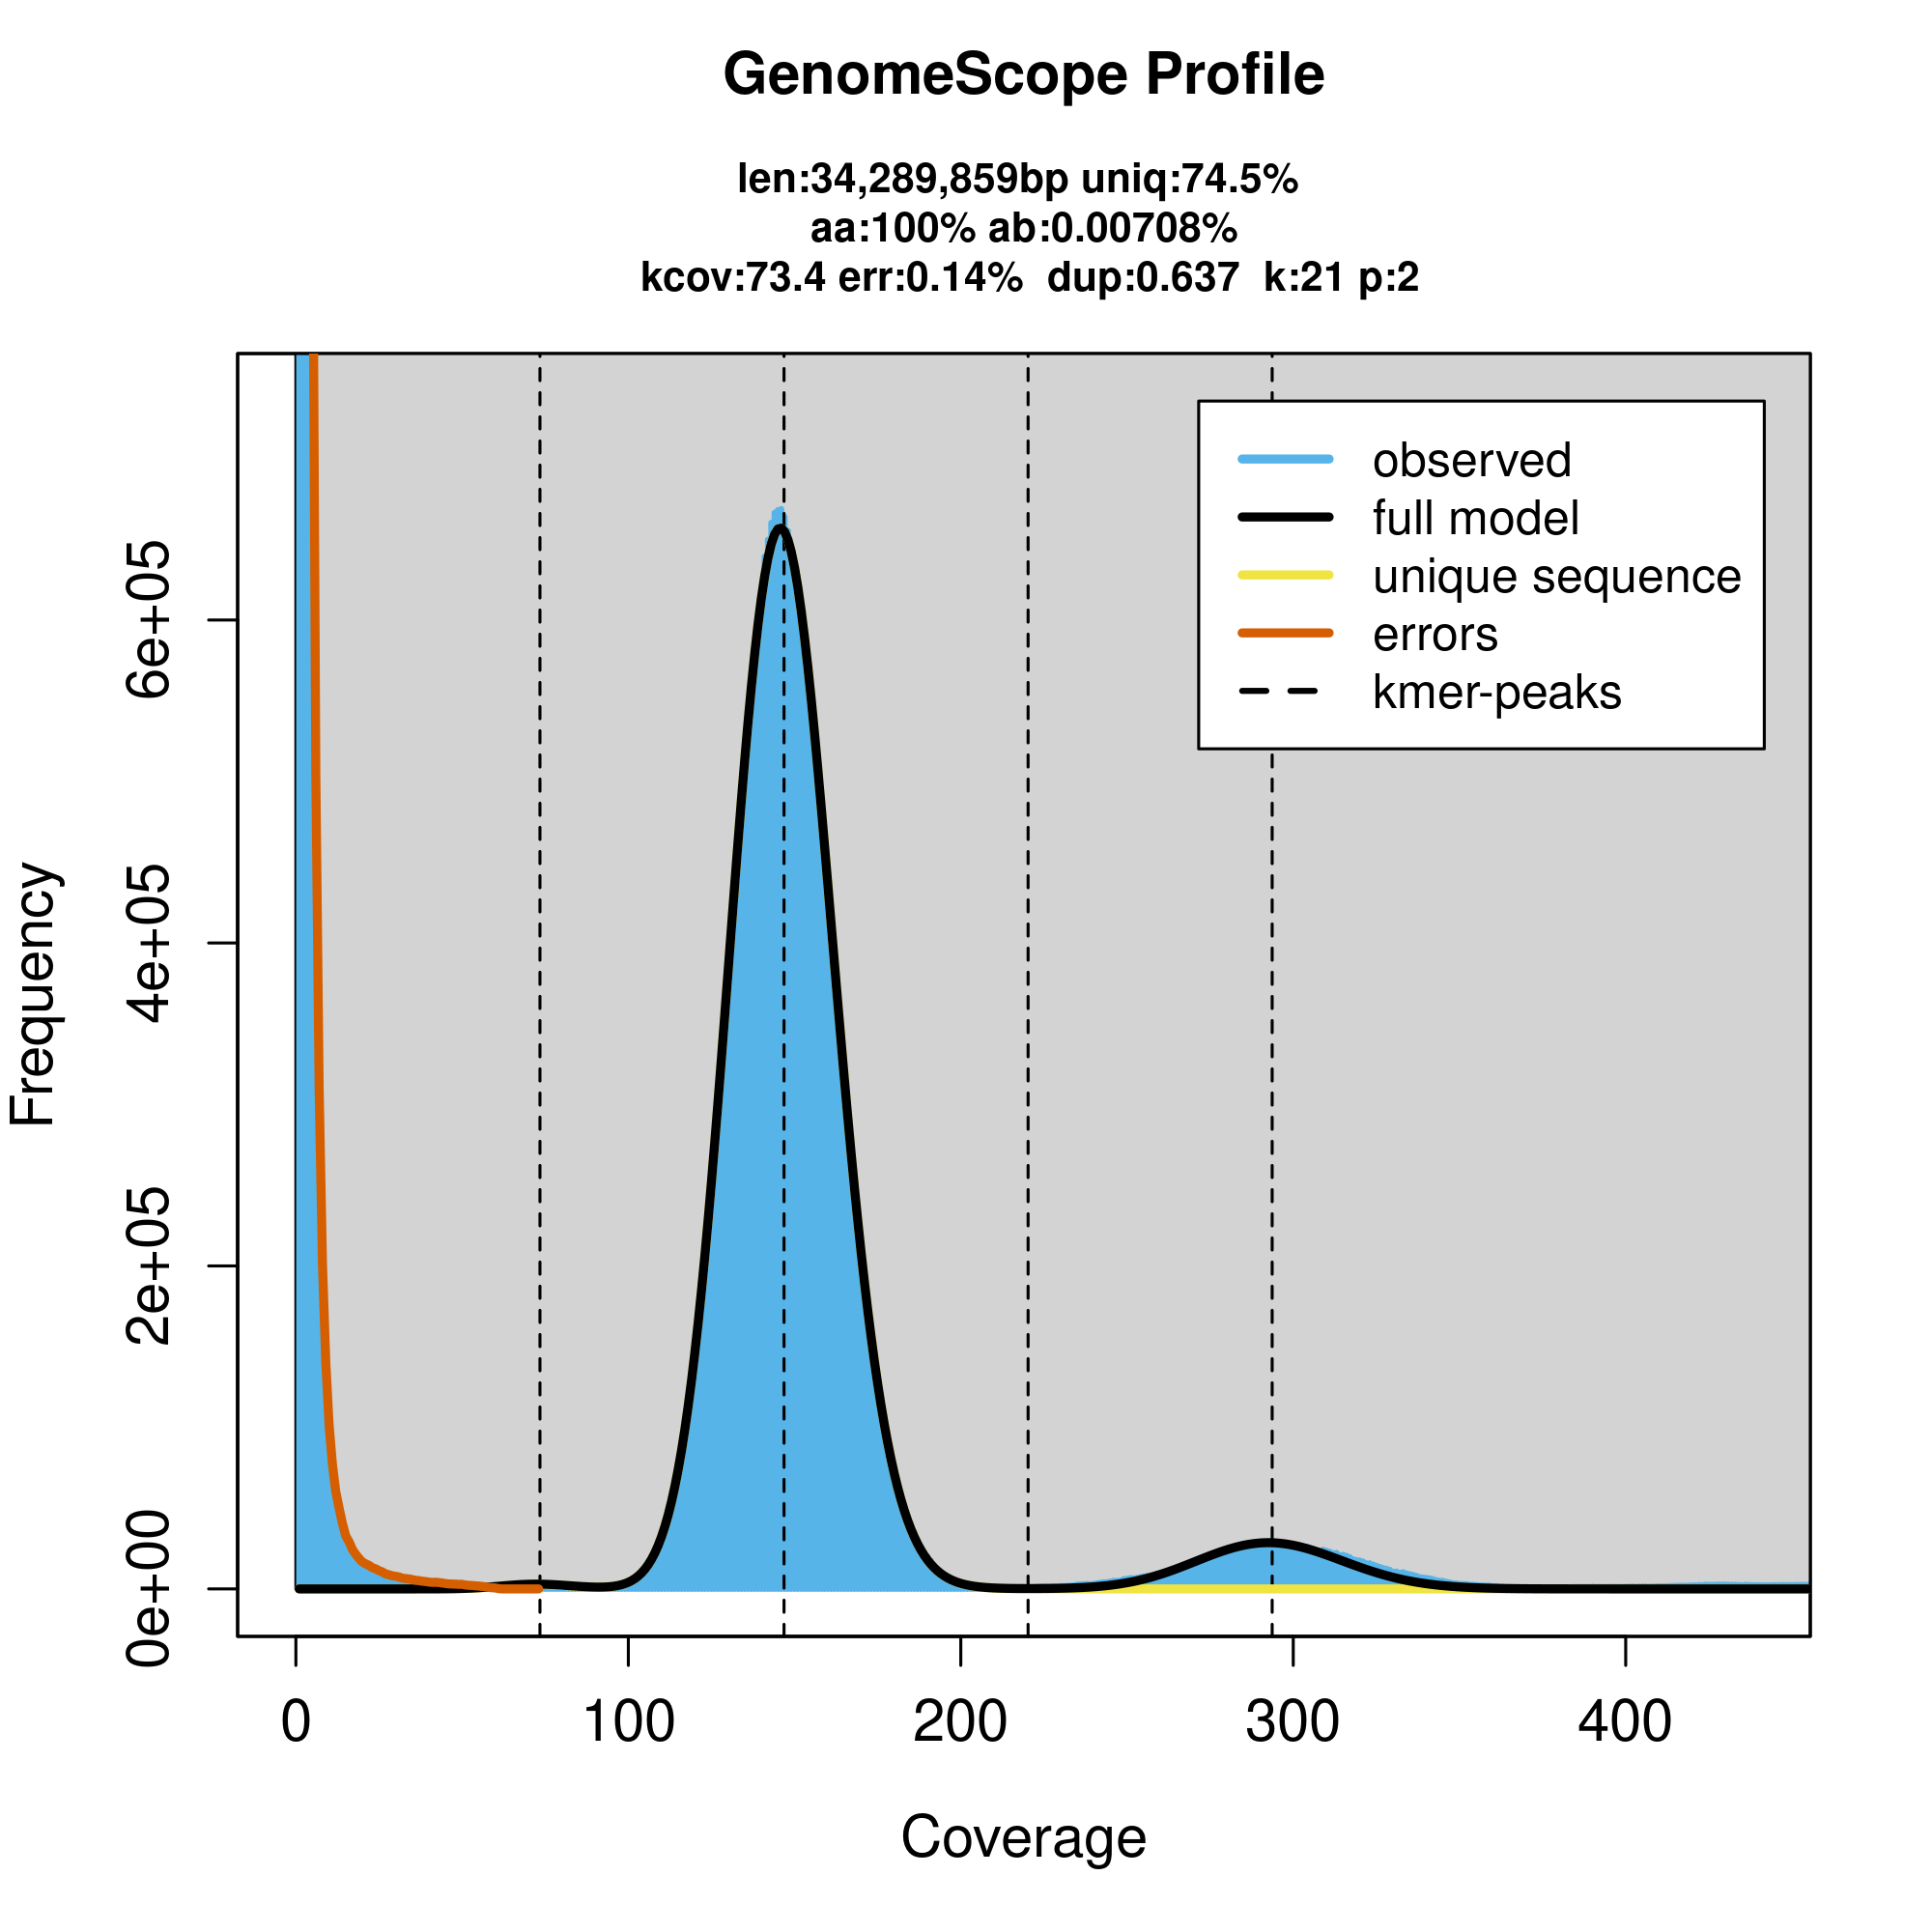 GenomeScope Profile
len:34,289,859bp uniq:74.5%
aa:100% ab:0.00708%
kcov:73.4 err:0.14%  dup:0.637  k:21 p:2
observed
full model
unique sequence
errors
kmer-peaks
Frequency
6e+05
4e+05
2e+05
0e+00
0 100 200 300 400
Coverage